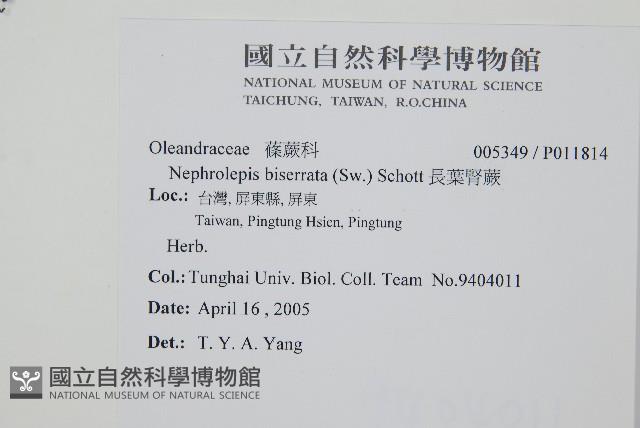 國立自然科學博物館
NATIONAL MUSEUM OF NATURAL SCIENCE
TAICHUNG, TAIWAN, R.O.CHINA
Oleandraceae 蓧蕨科 005349 / P011814
Nephrolepis biserrata (Sw.) Schott 長葉腎蕨
Loc.: 台灣, 屏東縣, 屏東
Taiwan, Pingtung Hsien, Pingtung
Herb.
Col.: Tunghai Univ. Biol. Coll. Team No.9404011
Date: April 16 , 2005
Det.: T. Y. A. Yang
國立自然科學博物館
NATIONAL MUSEUM OF NATURAL SCIENCE